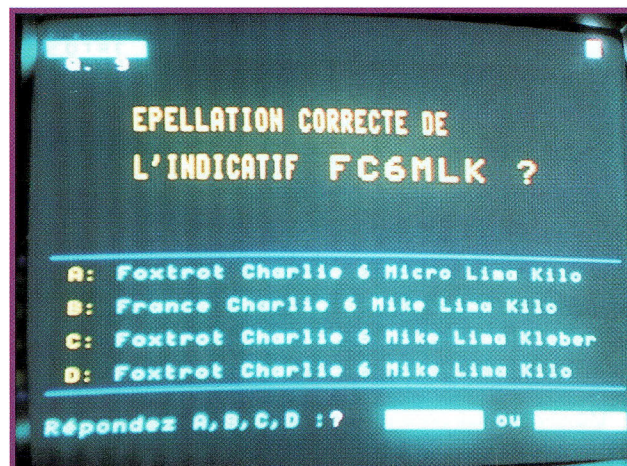 Q. 9
EPELLATION CORRECTE DE
L'INDICATIF FC6MLK ?
A: Foxtrot Charlie 6 Micro Lima Kilo
B: France Charlie 6 Mike Lima Kilo
C: Foxtrot Charlie 6 Mike Lima Kleber
D: Foxtrot Charlie 6 Mike Lima Kilo
Répondez A,B,C,D :? ou